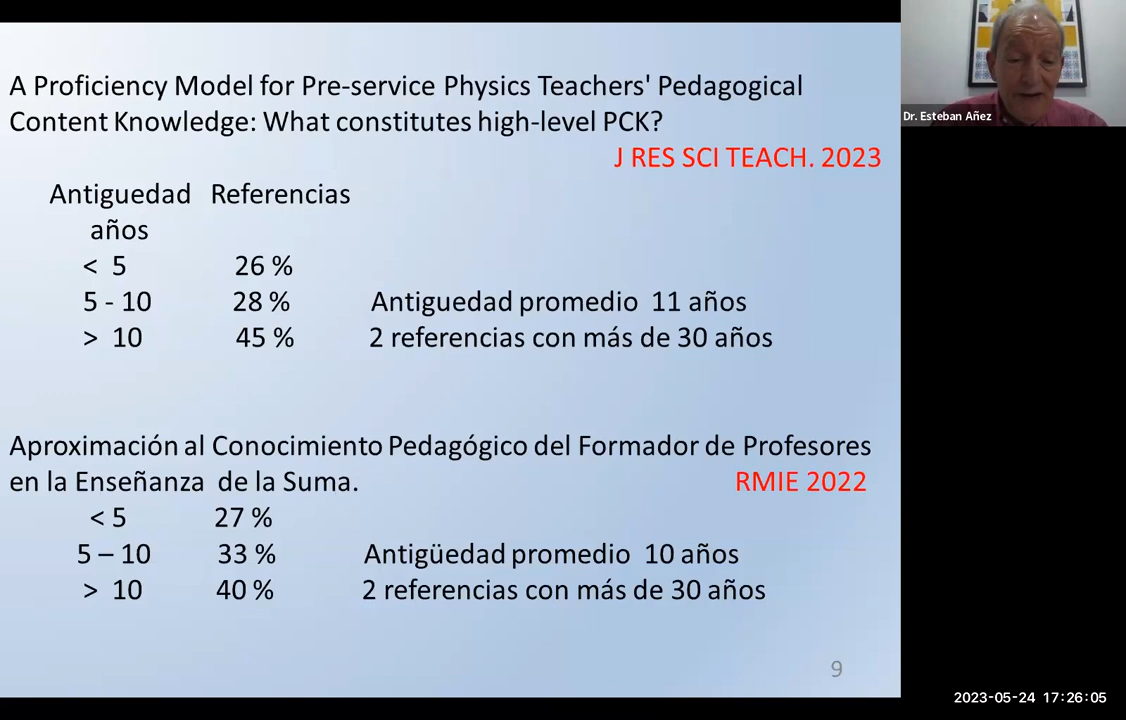 A Proficiency Model for Pre-service Physics Teachers' Pedagogical
Content Knowledge: What constitutes high-level PCK?
J RES SCI TEACH. 2023
Antiguedad Referencias
años
< 5 26 %
5 - 10 28 % Antiguedad promedio 11 años
> 10 45 % 2 referencias con más de 30 años
Aproximación al Conocimiento Pedagógico del Formador de Profesores
en la Enseñanza de la Suma. RMIE 2022
< 5 27 %
5 – 10 33 % Antigüedad promedio 10 años
> 10 40 % 2 referencias con más de 30 años
9
Dr. Esteban Añez
2023-05-24 17:26:05